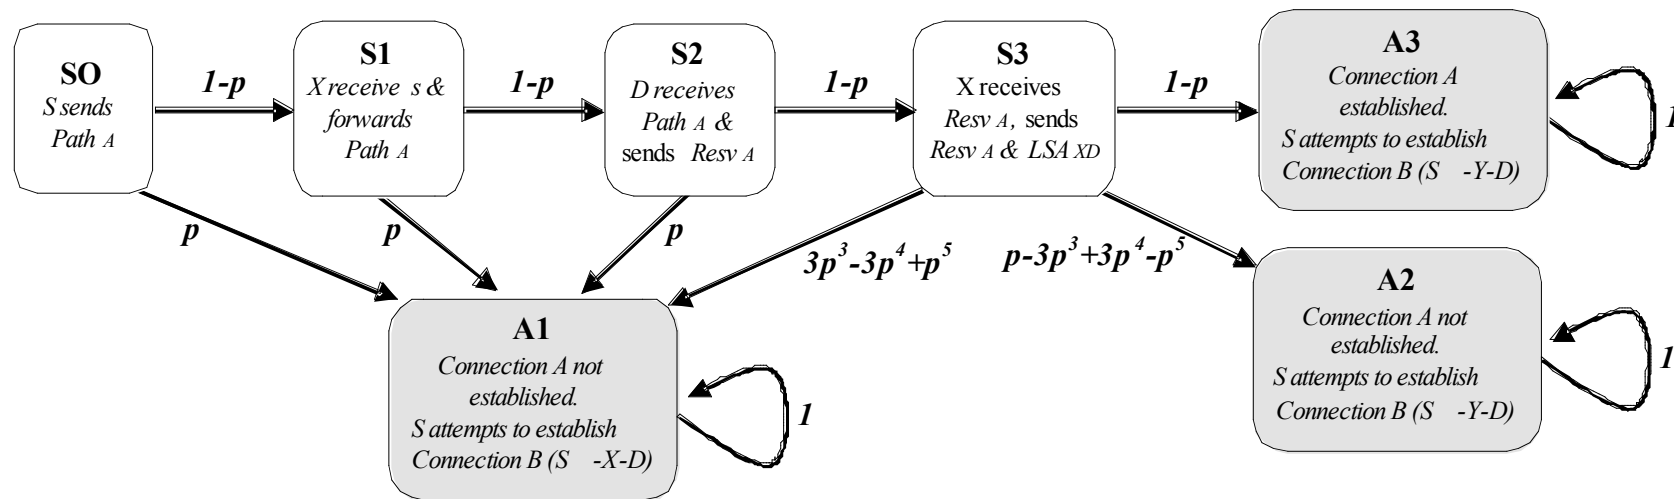 SO
S sends
Path A
1-p
S1
X receive s &
forwards
Path A
1-p
S2
D receives
Path A &
sends Resv A
1-p
S3
X receives
Resv A, sends
Resv A & LSA XD
1-p
A3
Connection A
established.
S attempts to establish
Connection B (S -Y-D)
1
p
p
p
3p³-3p⁴+p⁵
p-3p³+3p⁴-p⁵
A1
Connection A not
established.
S attempts to establish
Connection B (S -X-D)
1
A2
Connection A not
established.
S attempts to establish
Connection B (S -Y-D)
1